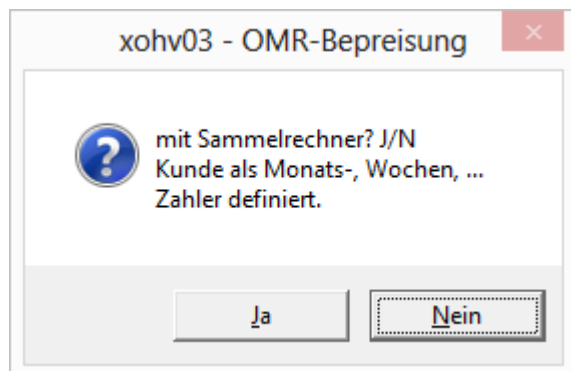 xohv03 - OMR-Bepreisung
mit Sammelrechner? J/N
Kunde als Monats-, Wochen, ...
Zahler definiert.
Ja
Nein